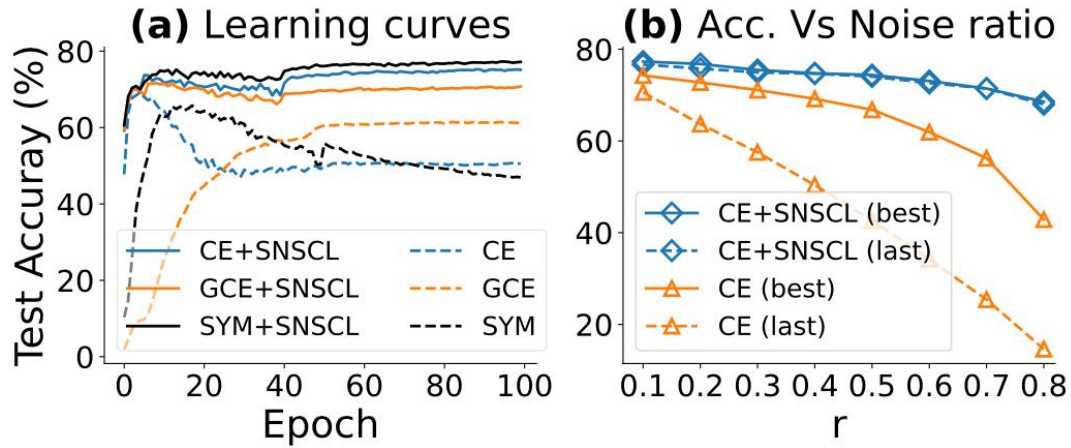 (a) Learning curves
Test Accuray (%)
80
60
40
20
0
CE+SNSCL
GCE+SNSCL
SYM+SNSCL
CE
GCE
SYM
0 20 40 60 80 100
Epoch
(b) Acc. Vs Noise ratio
80
60
40
20
CE+SNSCL (best)
CE+SNSCL (last)
CE (best)
CE (last)
0.1 0.2 0.3 0.4 0.5 0.6 0.7 0.8
r